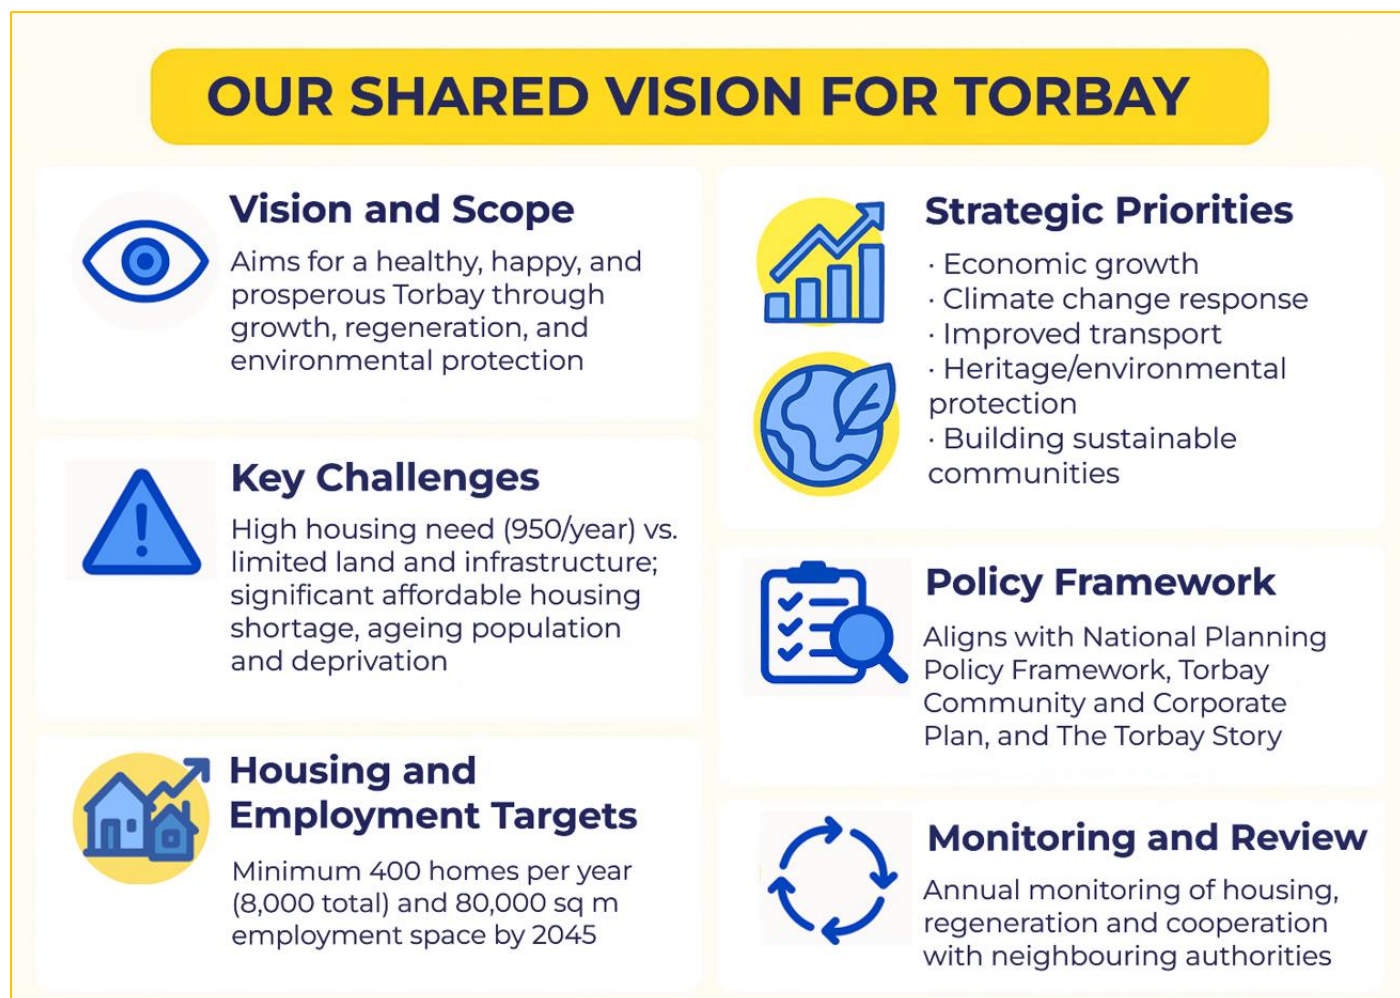 OUR SHARED VISION FOR TORBAY
Vision and Scope
Aims for a healthy, happy, and
prosperous Torbay through
growth, regeneration, and
environmental protection
Key Challenges
High housing need (950/year) vs.
limited land and infrastructure;
significant affordable housing
shortage, ageing population
and deprivation
Housing and
Employment Targets
Minimum 400 homes per year
(8,000 total) and 80,000 sq m
employment space by 2045
Strategic Priorities
· Economic growth
· Climate change response
· Improved transport
· Heritage/environmental
protection
· Building sustainable
communities
Policy Framework
Aligns with National Planning
Policy Framework, Torbay
Community and Corporate
Plan, and The Torbay Story
Monitoring and Review
Annual monitoring of housing,
regeneration and cooperation
with neighbouring authorities